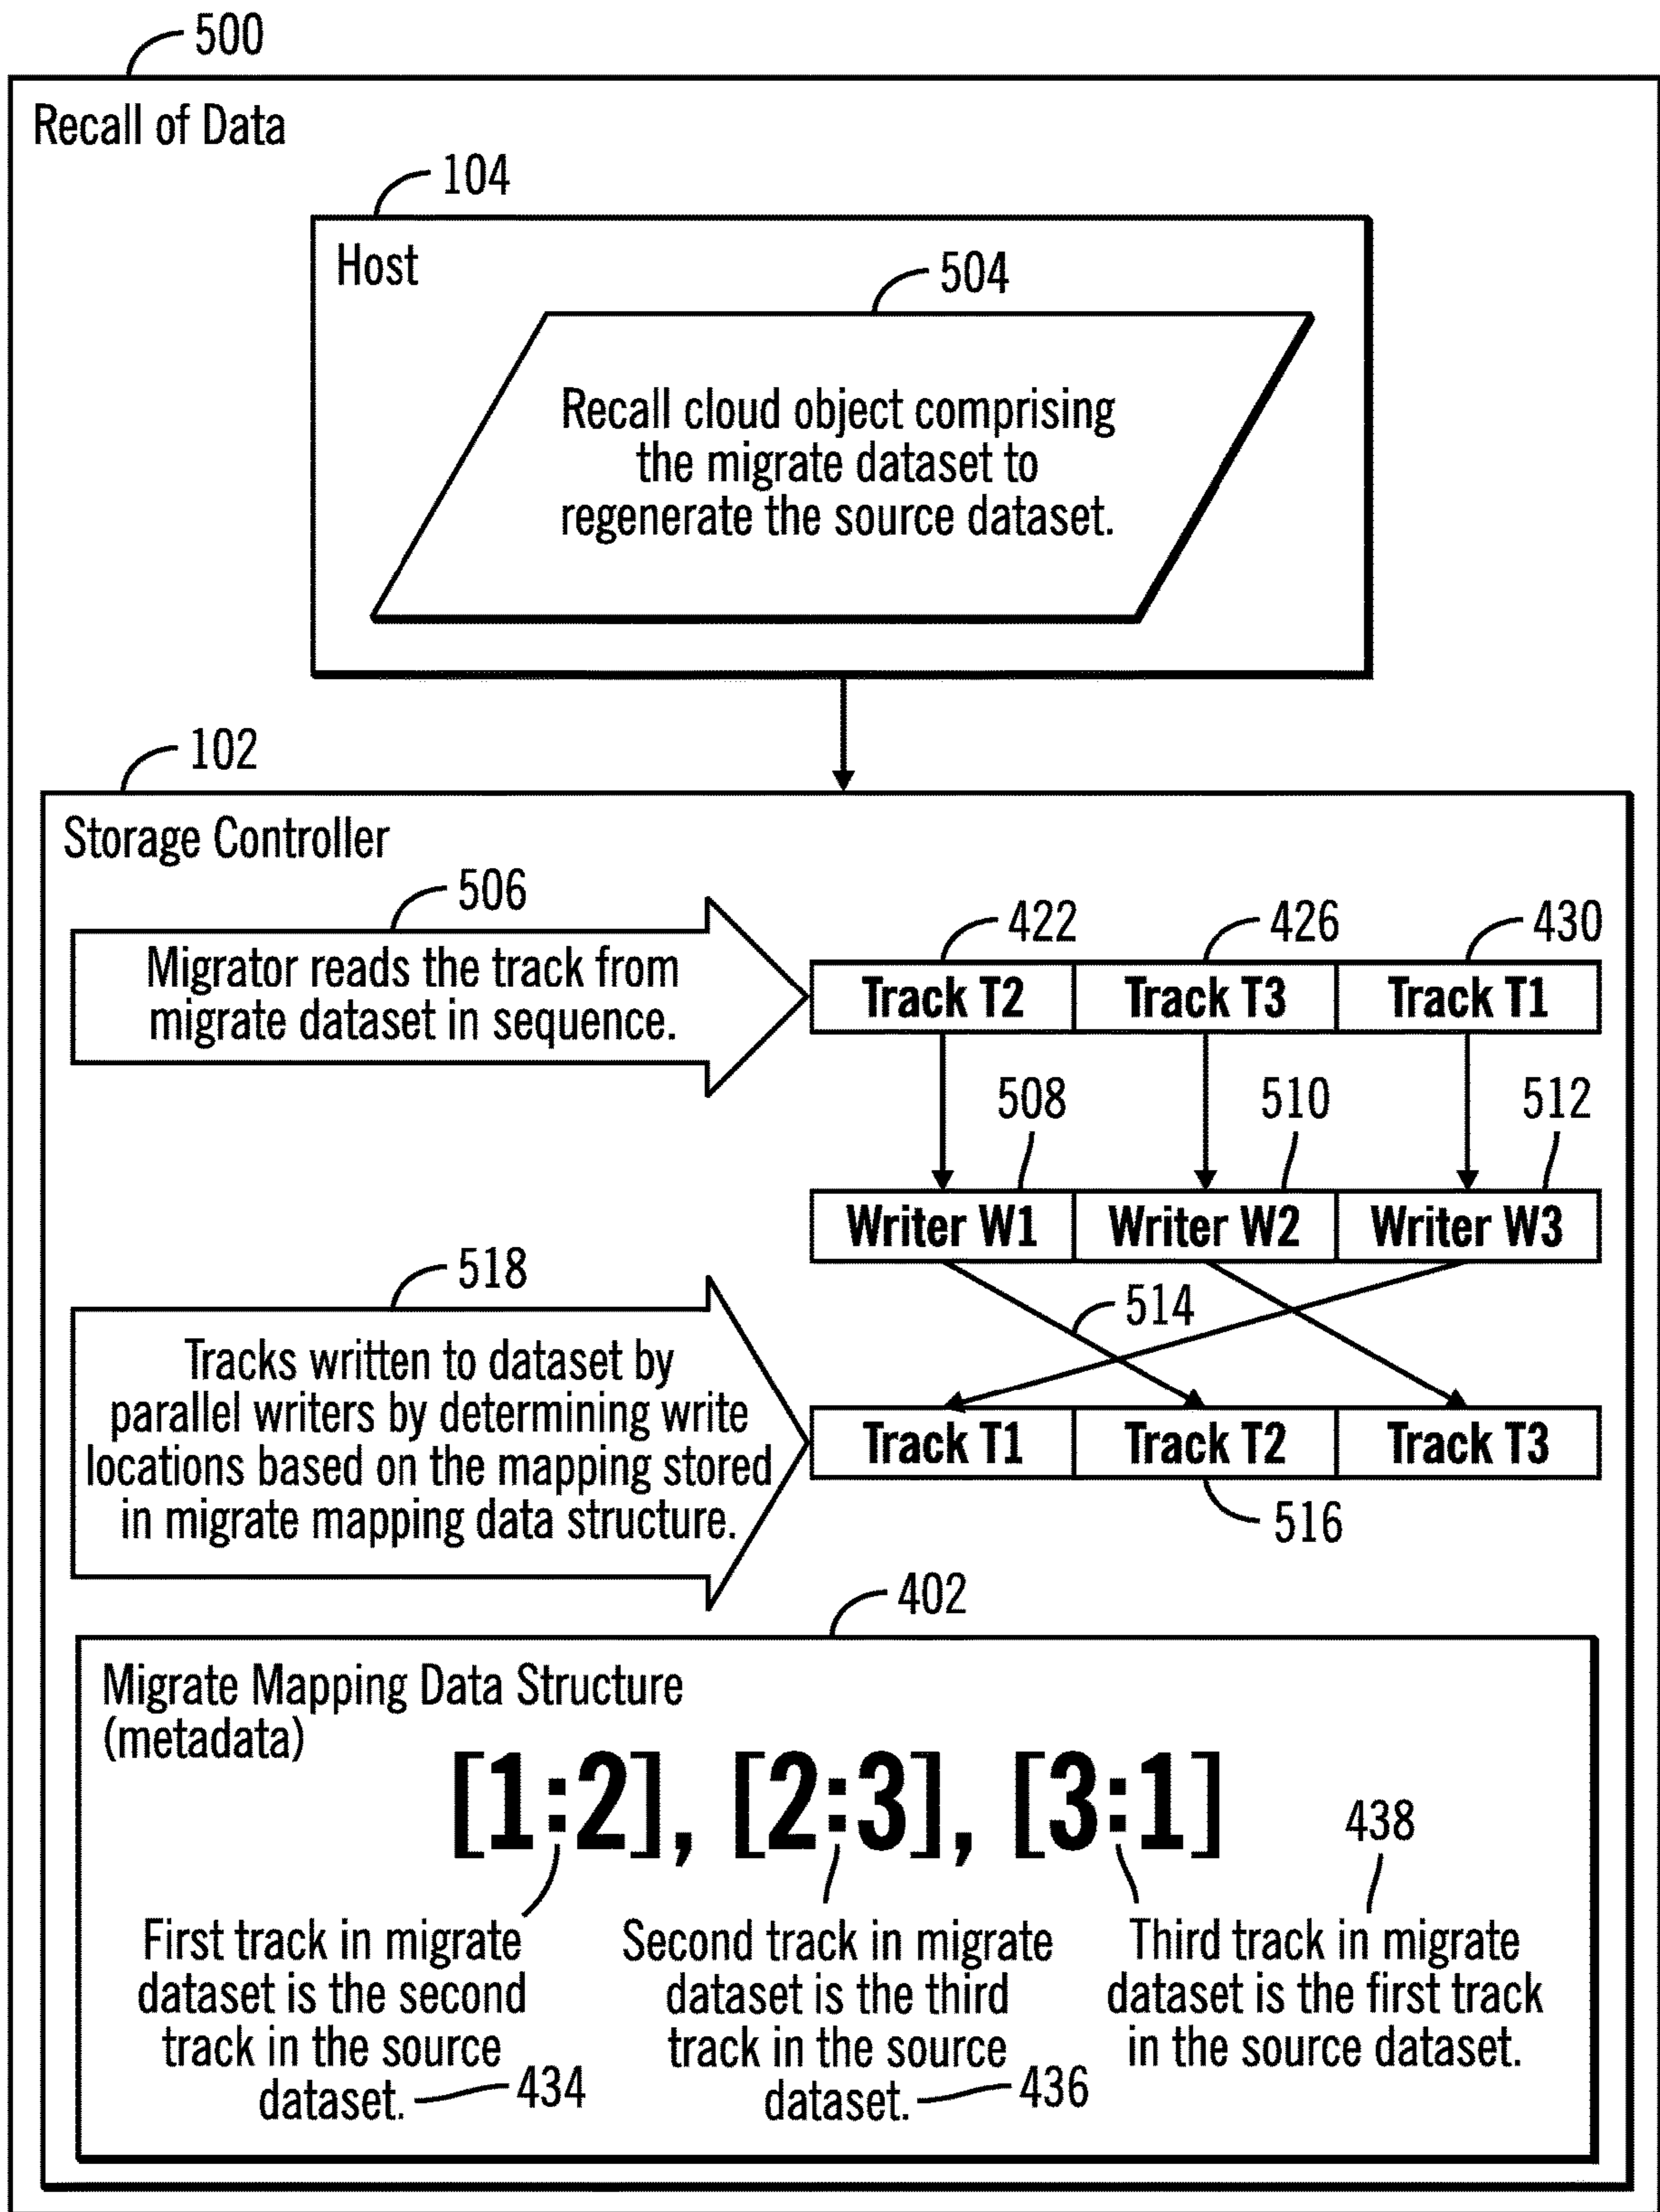 500
Recall of Data
104
Host
504
Recall cloud object comprising
the migrate dataset to
regenerate the source dataset.
102
Storage Controller
506
Migrator reads the track from
migrate dataset in sequence.
422
426
430
Track T2
Track T3
Track T1
508
510
512
Writer W1
Writer W2
Writer W3
518
514
Tracks written to dataset by
parallel writers by determining write
locations based on the mapping stored
in migrate mapping data structure.
Track T1
Track T2
Track T3
516
402
Migrate Mapping Data Structure
(metadada)
[1:2], [2:3], [3:1]
438
First track in migrate
dataset is the second
track in the source
dataset.
434
Second track in migrate
dataset is the third
track in the source
dataset.
436
Third track in migrate
dataset is the first track
in the source dataset.